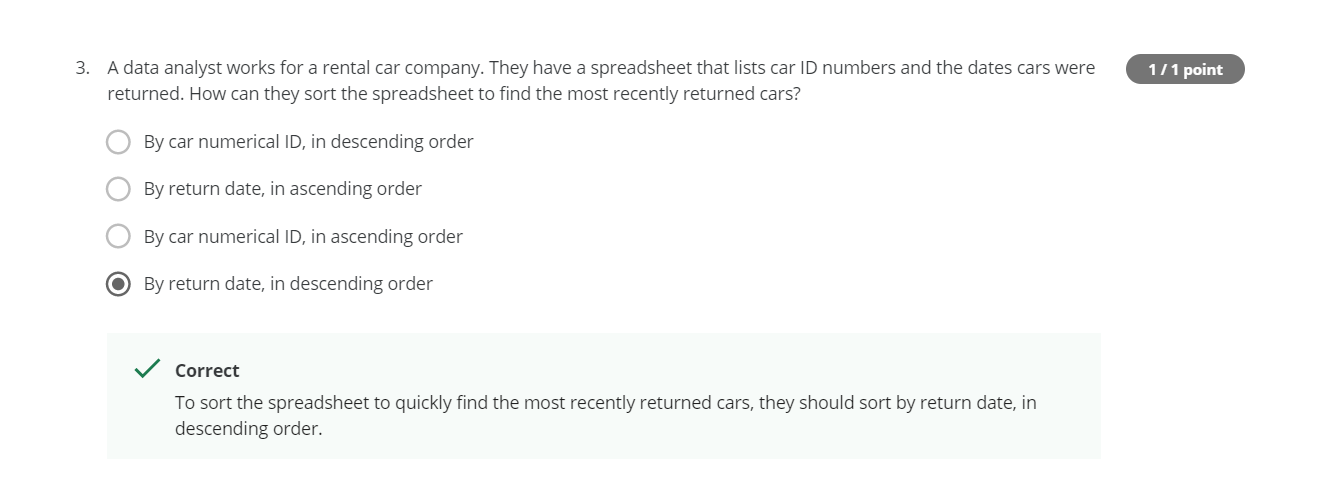 3. A data analyst works for a rental car company. They have a spreadsheet that lists car ID numbers and the dates cars were
1 / 1 point
returned. How can they sort the spreadsheet to find the most recently returned cars?
By car numerical ID, in descending order
By return date, in ascending order
By car numerical ID, in ascending order
By return date, in descending order
Correct
To sort the spreadsheet to quickly find the most recently returned cars, they should sort by return date, in
descending order.